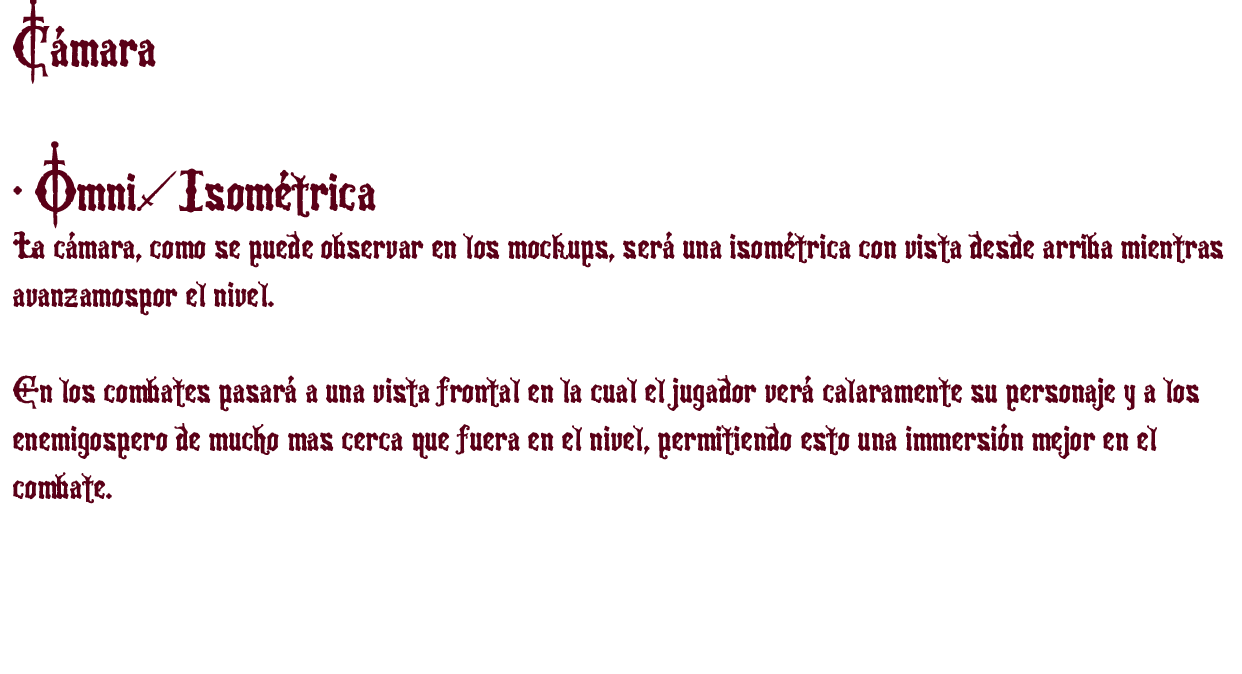 Cámara
· Omni/Isométrica
La cámara, como se puede observar en los mockups, será una isométrica con vista desde arriba mientras
avanzamospor el nivel.
En los combates pasará a una vista frontal en la cual el jugador verá calaramente su personaje y a los
enemigospero de mucho mas cerca que fuera en el nivel, permitiendo esto una immersión mejor en el
combate.